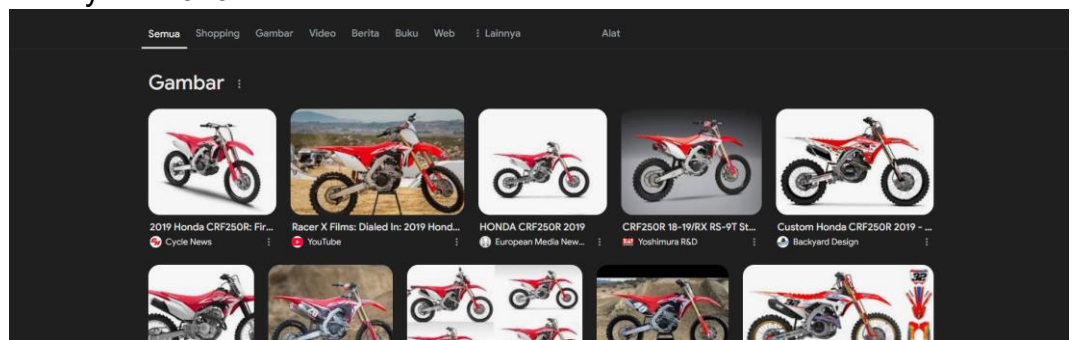 Semua Shopping Gambar Video Berita Buku Web Lainnya Alat
Gambar
2019 Honda CRF250R: Fir...
Cycle News
Racer X Films: Dialed In: 2019 Hond...
YouTube
HONDA CRF250R 2019
European Media New...
CRF250R 18-19/RX RS-9T St...
Yoshimura R&D
Custom Honda CRF250R 2019 - ...
Backyard Design
32